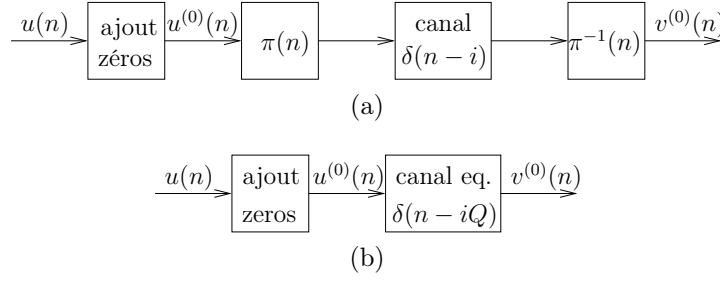 u(n) ajout zéros u⁽⁰⁾(n) π(n) canal δ(n − i) π⁻¹(n) v⁽⁰⁾(n)
(a)
u(n) ajout zeros u⁽⁰⁾(n) canal eq. δ(n − iQ) v⁽⁰⁾(n)
(b)